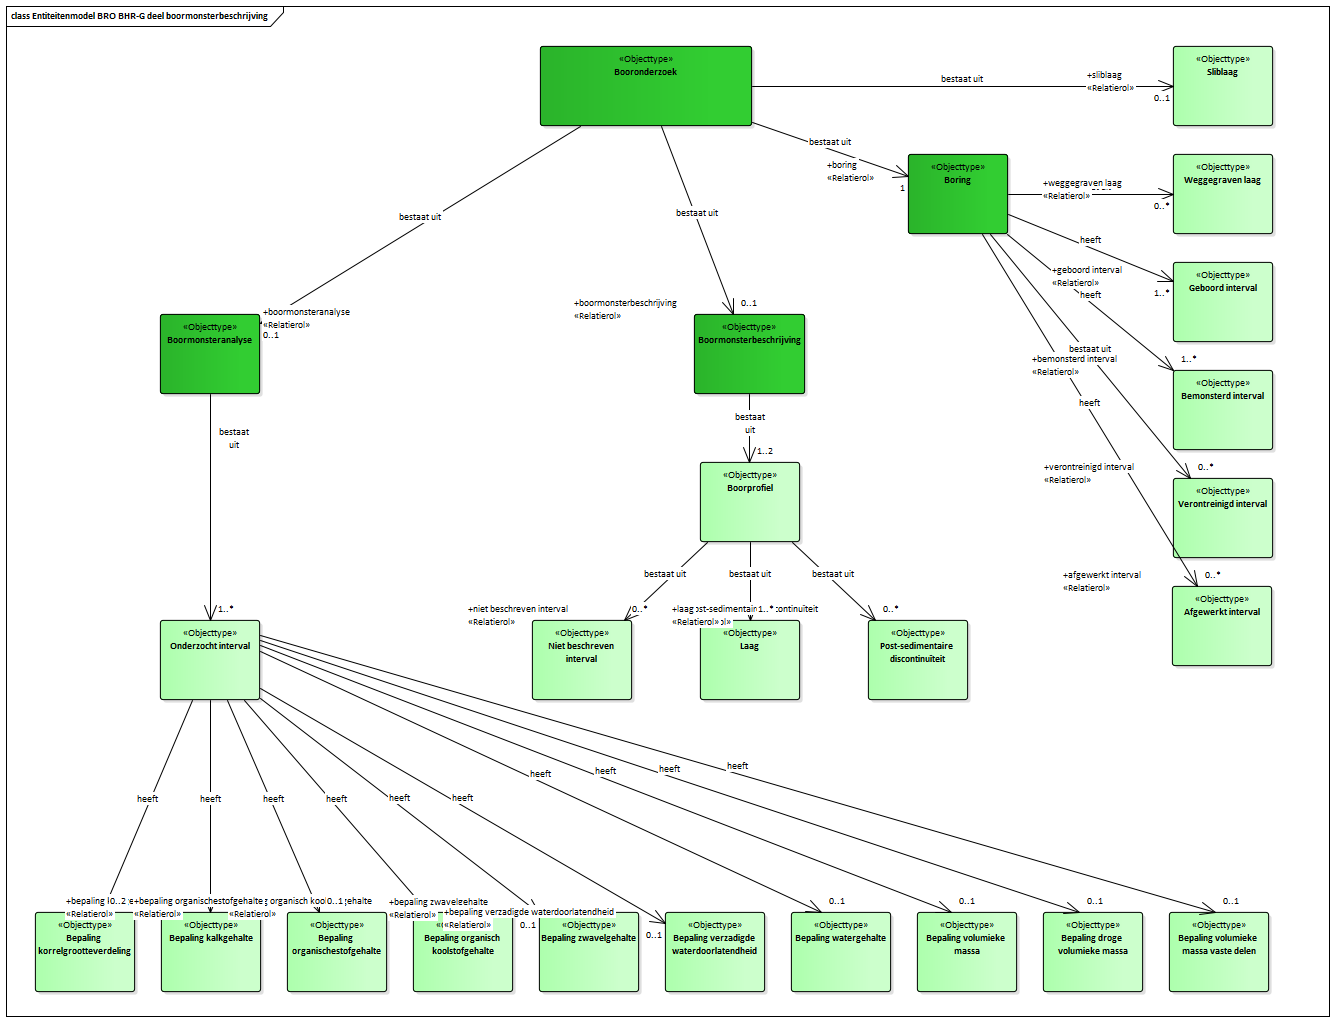 class Entiteitenmodel BRO BHR-G deel boormonsterbeschrijving
«Objecttype»
Booronderzoek
bestaat uit
+sliblaag
«Relatierol»
0..1
«Objecttype»
Sliblaag
bestaat uit
+boring
«Relatierol»
1
«Objecttype»
Boring
+weggegraven laag
«Relatierol»
0..*
«Objecttype»
Weggegraven laag
heeft
+geboord interval
«Relatierol»
1..*
«Objecttype»
Geboord interval
heeft
1..*
+bemonsterd interval
«Relatierol»
«Objecttype»
Bemonsterd interval
bestaat uit
0..*
+verontreinigd interval
«Relatierol»
«Objecttype»
Verontreinigd interval
heeft
0..*
+afgewerkt interval
«Relatierol»
«Objecttype»
Afgewerkt interval
bestaat uit
+boormonsteranalyse
«Relatierol»
0..1
«Objecttype»
Boormonsteranalyse
bestaat uit
+boormonsterbeschrijving
«Relatierol»
0..1
«Objecttype»
Boormonsterbeschrijving
bestaat
uit
1..2
«Objecttype»
Boorprofiel
bestaat uit
bestaat uit
bestaat uit
+niet beschreven interval
«Relatierol»
0..*
+laag
«Relatierol»
1..*
0..*
«Objecttype»
Niet beschreven
interval
«Objecttype»
Laag
«Objecttype»
Post-sedimentaire
discontinuiteit
bestaat
uit
1..*
«Objecttype»
Onderzocht interval
heeft
heeft
heeft
heeft
heeft
heeft
heeft
heeft
heeft
heeft
+bepaling
0..2
«Relatierol»
+bepaling organischestofgehalte
«Relatierol»
organisch
0..1
«Relatierol»
+bepaling zwavelgehalte
«Relatierol»
+bepaling verzadigde waterdoorlatendheid
«Relatierol»
0..1
0..1
0..1
0..1
0..1
0..1
«Objecttype»
Bepaling
korrelgrootteverdeling
«Objecttype»
Bepaling kalkgehalte
«Objecttype»
Bepaling
organischestofgehalte
Bepaling organisch
koolstofgehalte
«Objecttype»
Bepaling zwavelgehalte
«Objecttype»
Bepaling verzadigde
waterdoorlatendheid
«Objecttype»
Bepaling watergehalte
«Objecttype»
Bepaling volumieke
massa
«Objecttype»
Bepaling droge
volumieke massa
«Objecttype»
Bepaling volumieke
massa vaste delen